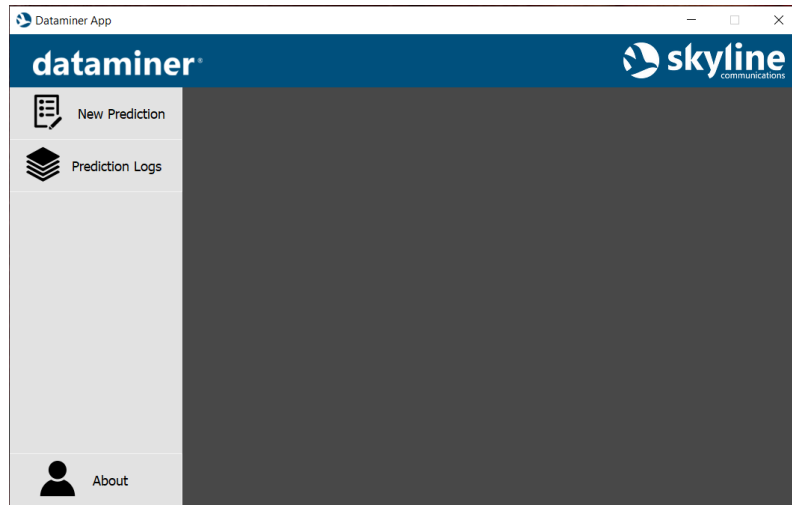 Dataminer App
dataminer®
skyline
communications
New Prediction
Prediction Logs
About